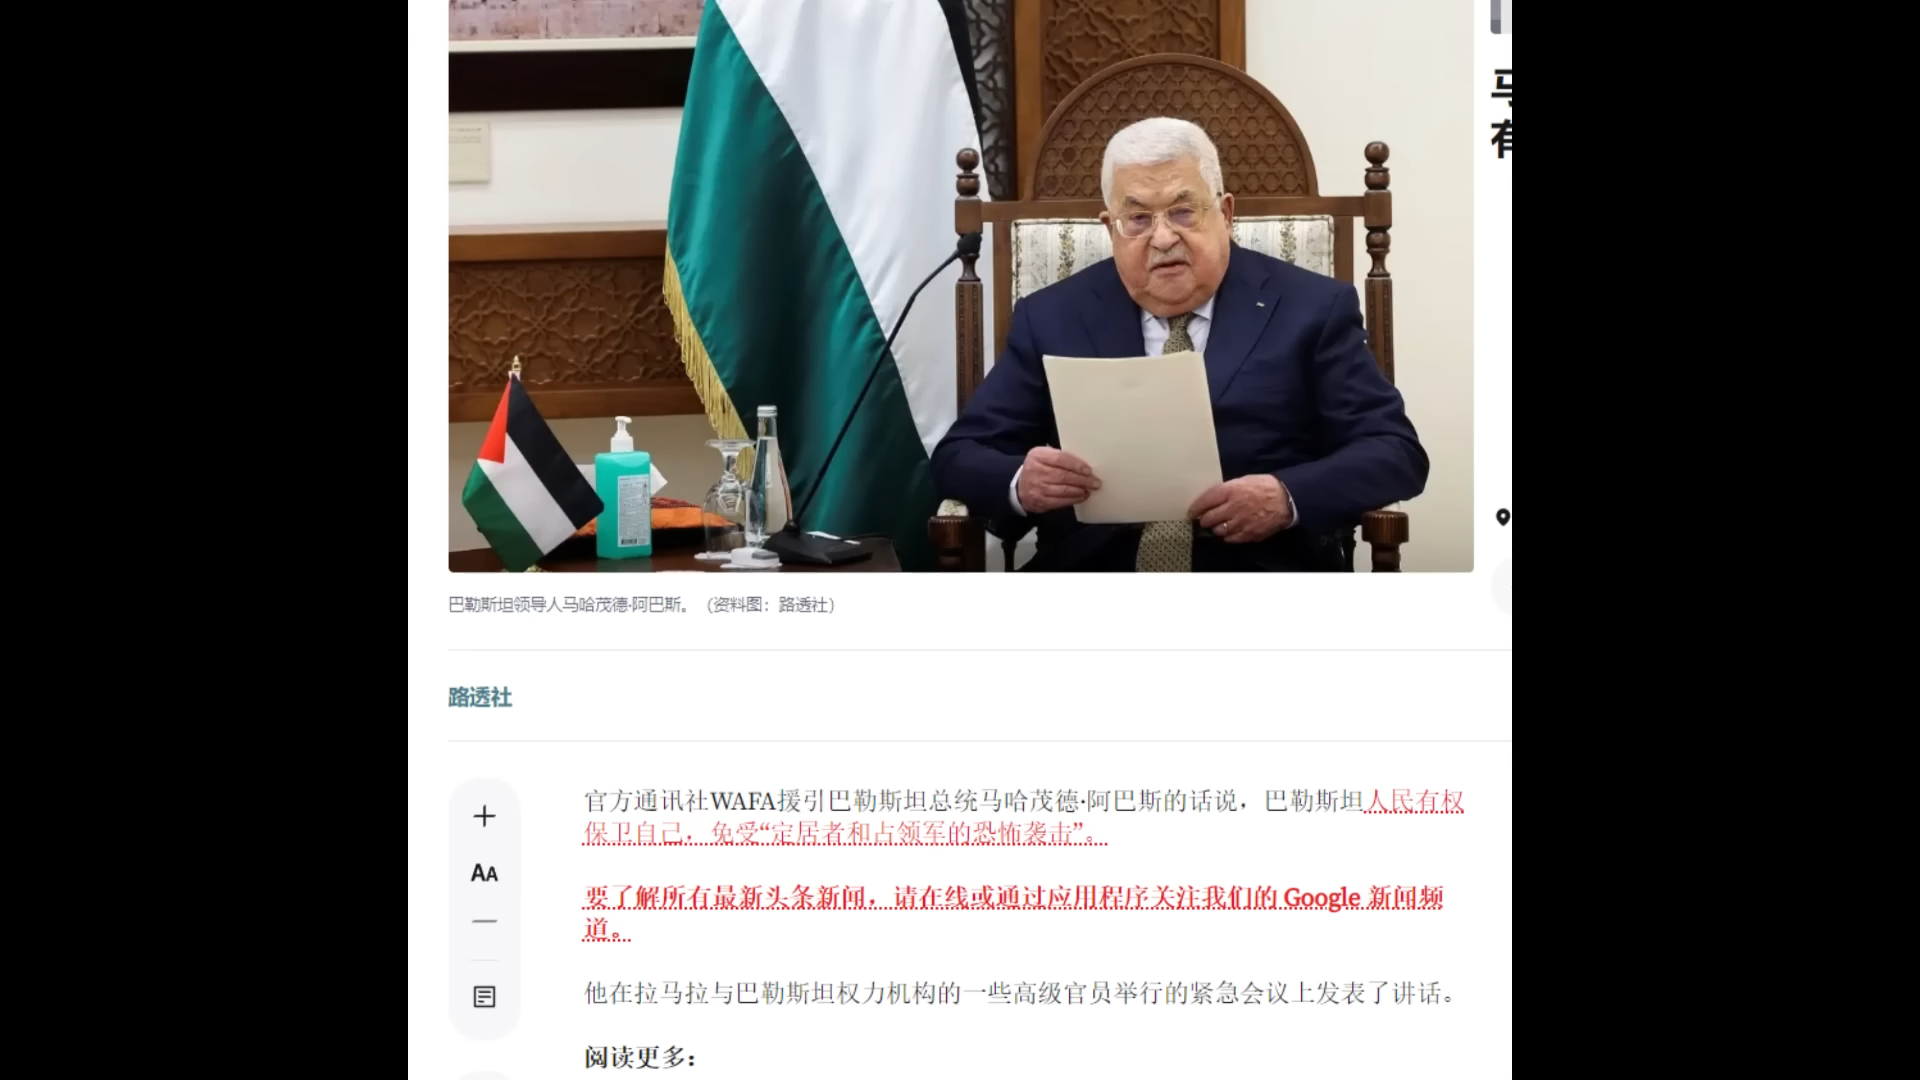 马
有
巴勒斯坦领导人马哈茂德·阿巴斯。（资料图：路透社）
路透社
官方通讯社WAFA援引巴勒斯坦总统马哈茂德·阿巴斯的话说，巴勒斯坦人民有权
保卫自己，免受“定居者和占领军的恐怖袭击”。
要了解所有最新头条新闻，请在线或通过应用程序关注我们的 Google 新闻频
道。
AA
他在拉马拉与巴勒斯坦权力机构的一些高级官员举行的紧急会议上发表了讲话。
阅读更多：